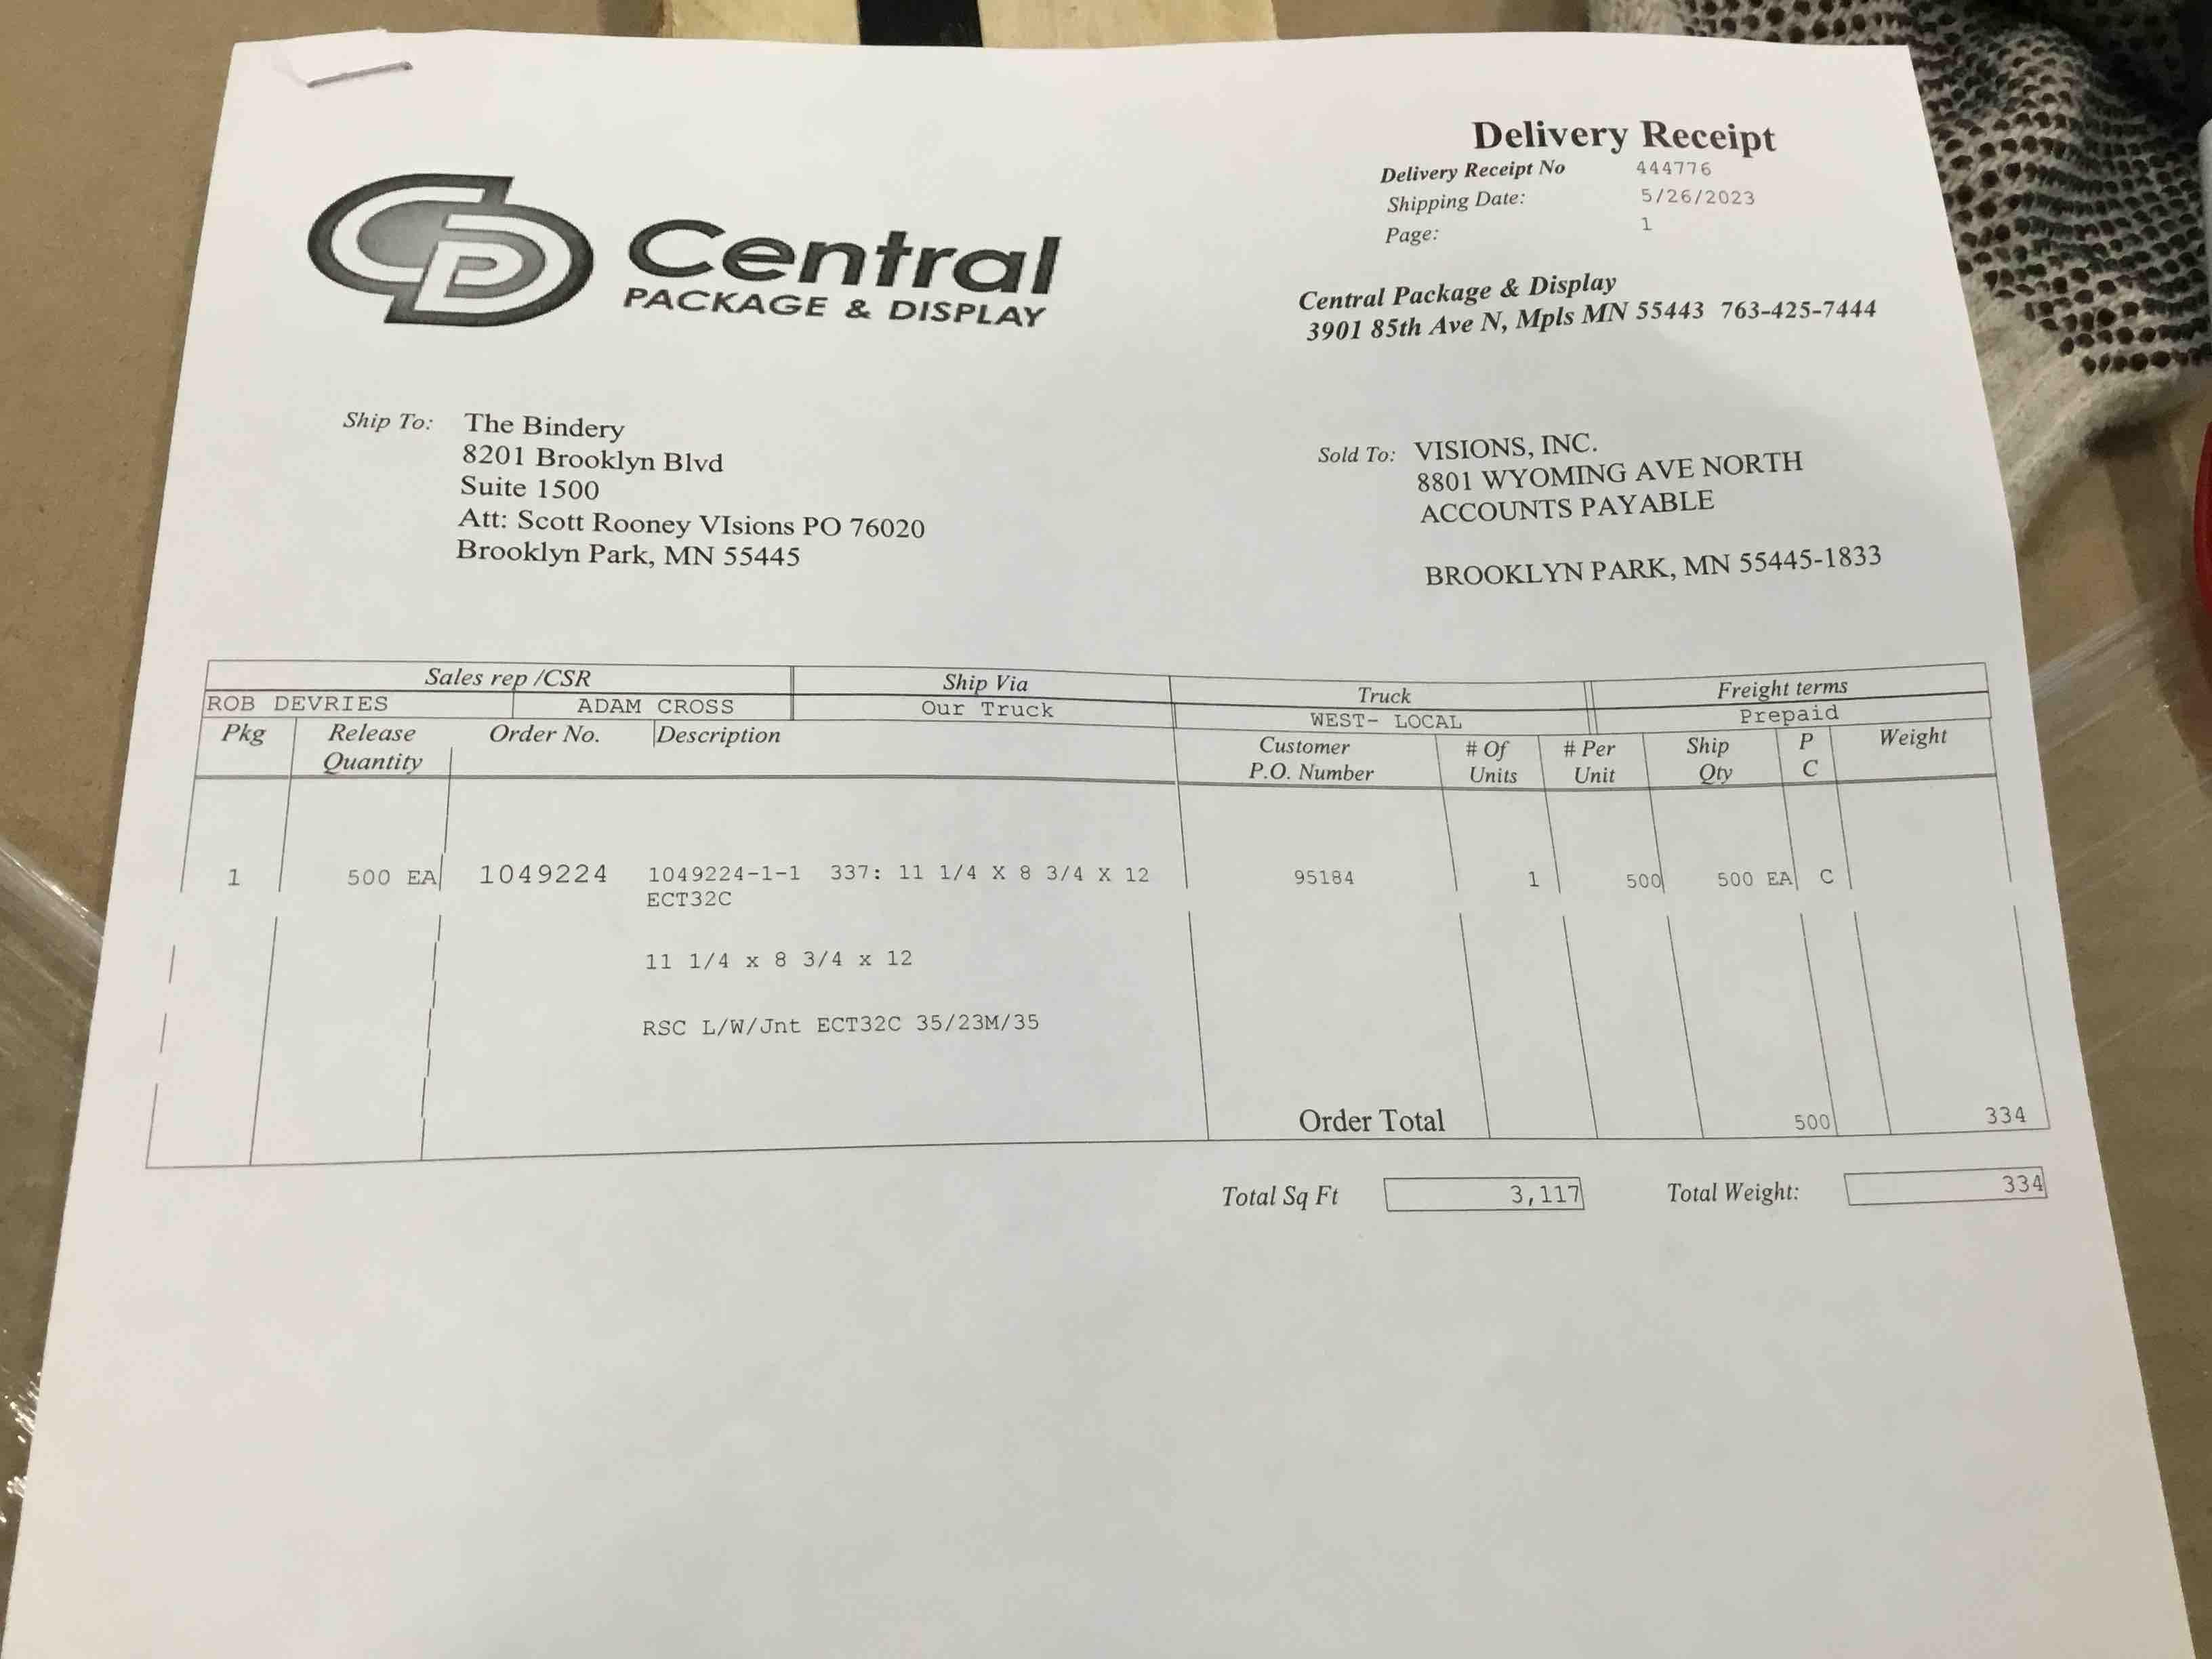 Delivery Receipt
Delivery Receipt No 444776
Shipping Date: 5/26/2023
Page: 1
CD Central
PACKAGE & DISPLAY
Central Package & Display
3901 85th Ave N, Mpls MN 55443 763-425-7444
Ship To: The Bindery
8201 Brooklyn Blvd
Suite 1500
Att: Scott Rooney VIsions PO 76020
Brooklyn Park, MN 55445
Sold To: VISIONS, INC.
8801 WYOMING AVE NORTH
ACCOUNTS PAYABLE
BROOKLYN PARK, MN 55445-1833
Sales rep /CSR Ship Via Truck Freight terms
ROB DEVRIES ADAM CROSS Our Truck WEST- LOCAL Prepaid
Pkg Release Order No. Description Customer # Of # Per Ship P Weight
Quantity P.O. Number Units Unit Qty C
1 500 EA 1049224 1049224-1-1 337: 11 1/4 X 8 3/4 X 12 95184 1 500 500 EA C
ECT32C
11 1/4 x 8 3/4 x 12
RSC L/W/Jnt ECT32C 35/23M/35
Order Total 500 334
Total Sq Ft 3,117 Total Weight: 334